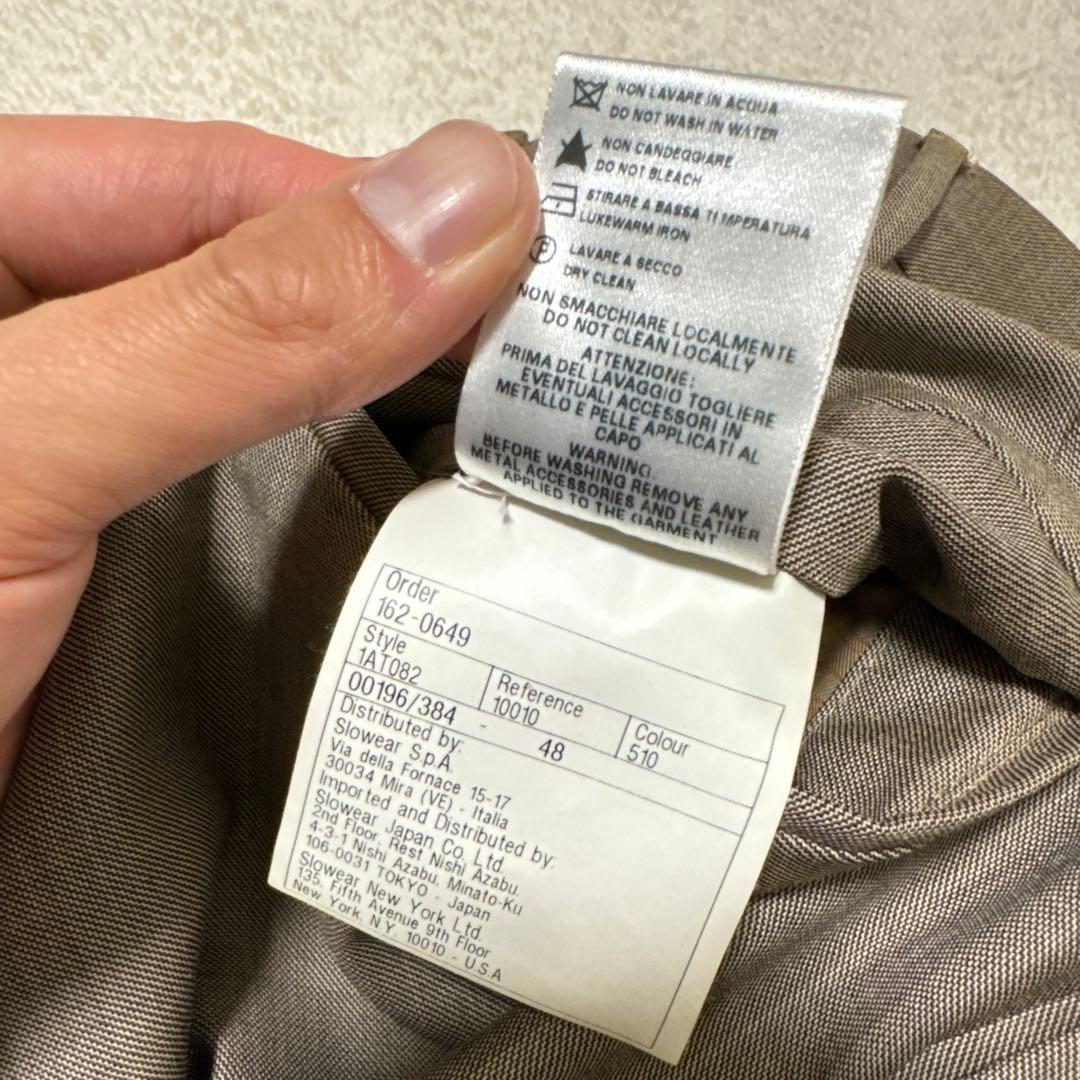 NON LAVARE IN ACQUA
DO NOT WASH IN WATER
NON CANDEGGIARE
DO NOT BLEACH
STIRARE A BASSA TI MPERATURA
LUKEWARM IRON
P
LAVARE A SECCO
DRY CLEAN
NON SMACCHIARE LOCALMENTE
DO NOT CLEAN LOCALLY
ATTENZIONE:
PRIMA DEL LAVAGGIO TOGLIERE
EVENTUALI ACCESSORI IN
METALLO E PELLE APPLICATI AL
CAPO
WARNING
BEFORE WASHING REMOVE ANY
METAL ACCESSORIES AND LEATHER
APPLIED TO THE GARMENT
Order
162-0649
Style
1AT082
Reference
10010
Colour
510
00196/384 - 48
Distributed by:
Slowear S.p.A.
Via della Fornace 15-17
30034 Mira (VE) - Italia
Imported and Distributed by:
Slowear Japan Co. Ltd.
2nd Floor, Rest Nishi Azabu,
4-3-1 Nishi Azabu, Minato-Ku
106-0031 TOKYO - Japan
Slowear New York Ltd.
135, Fifth Avenue 9th Floor
New York, N.Y. 10010 - U.S.A